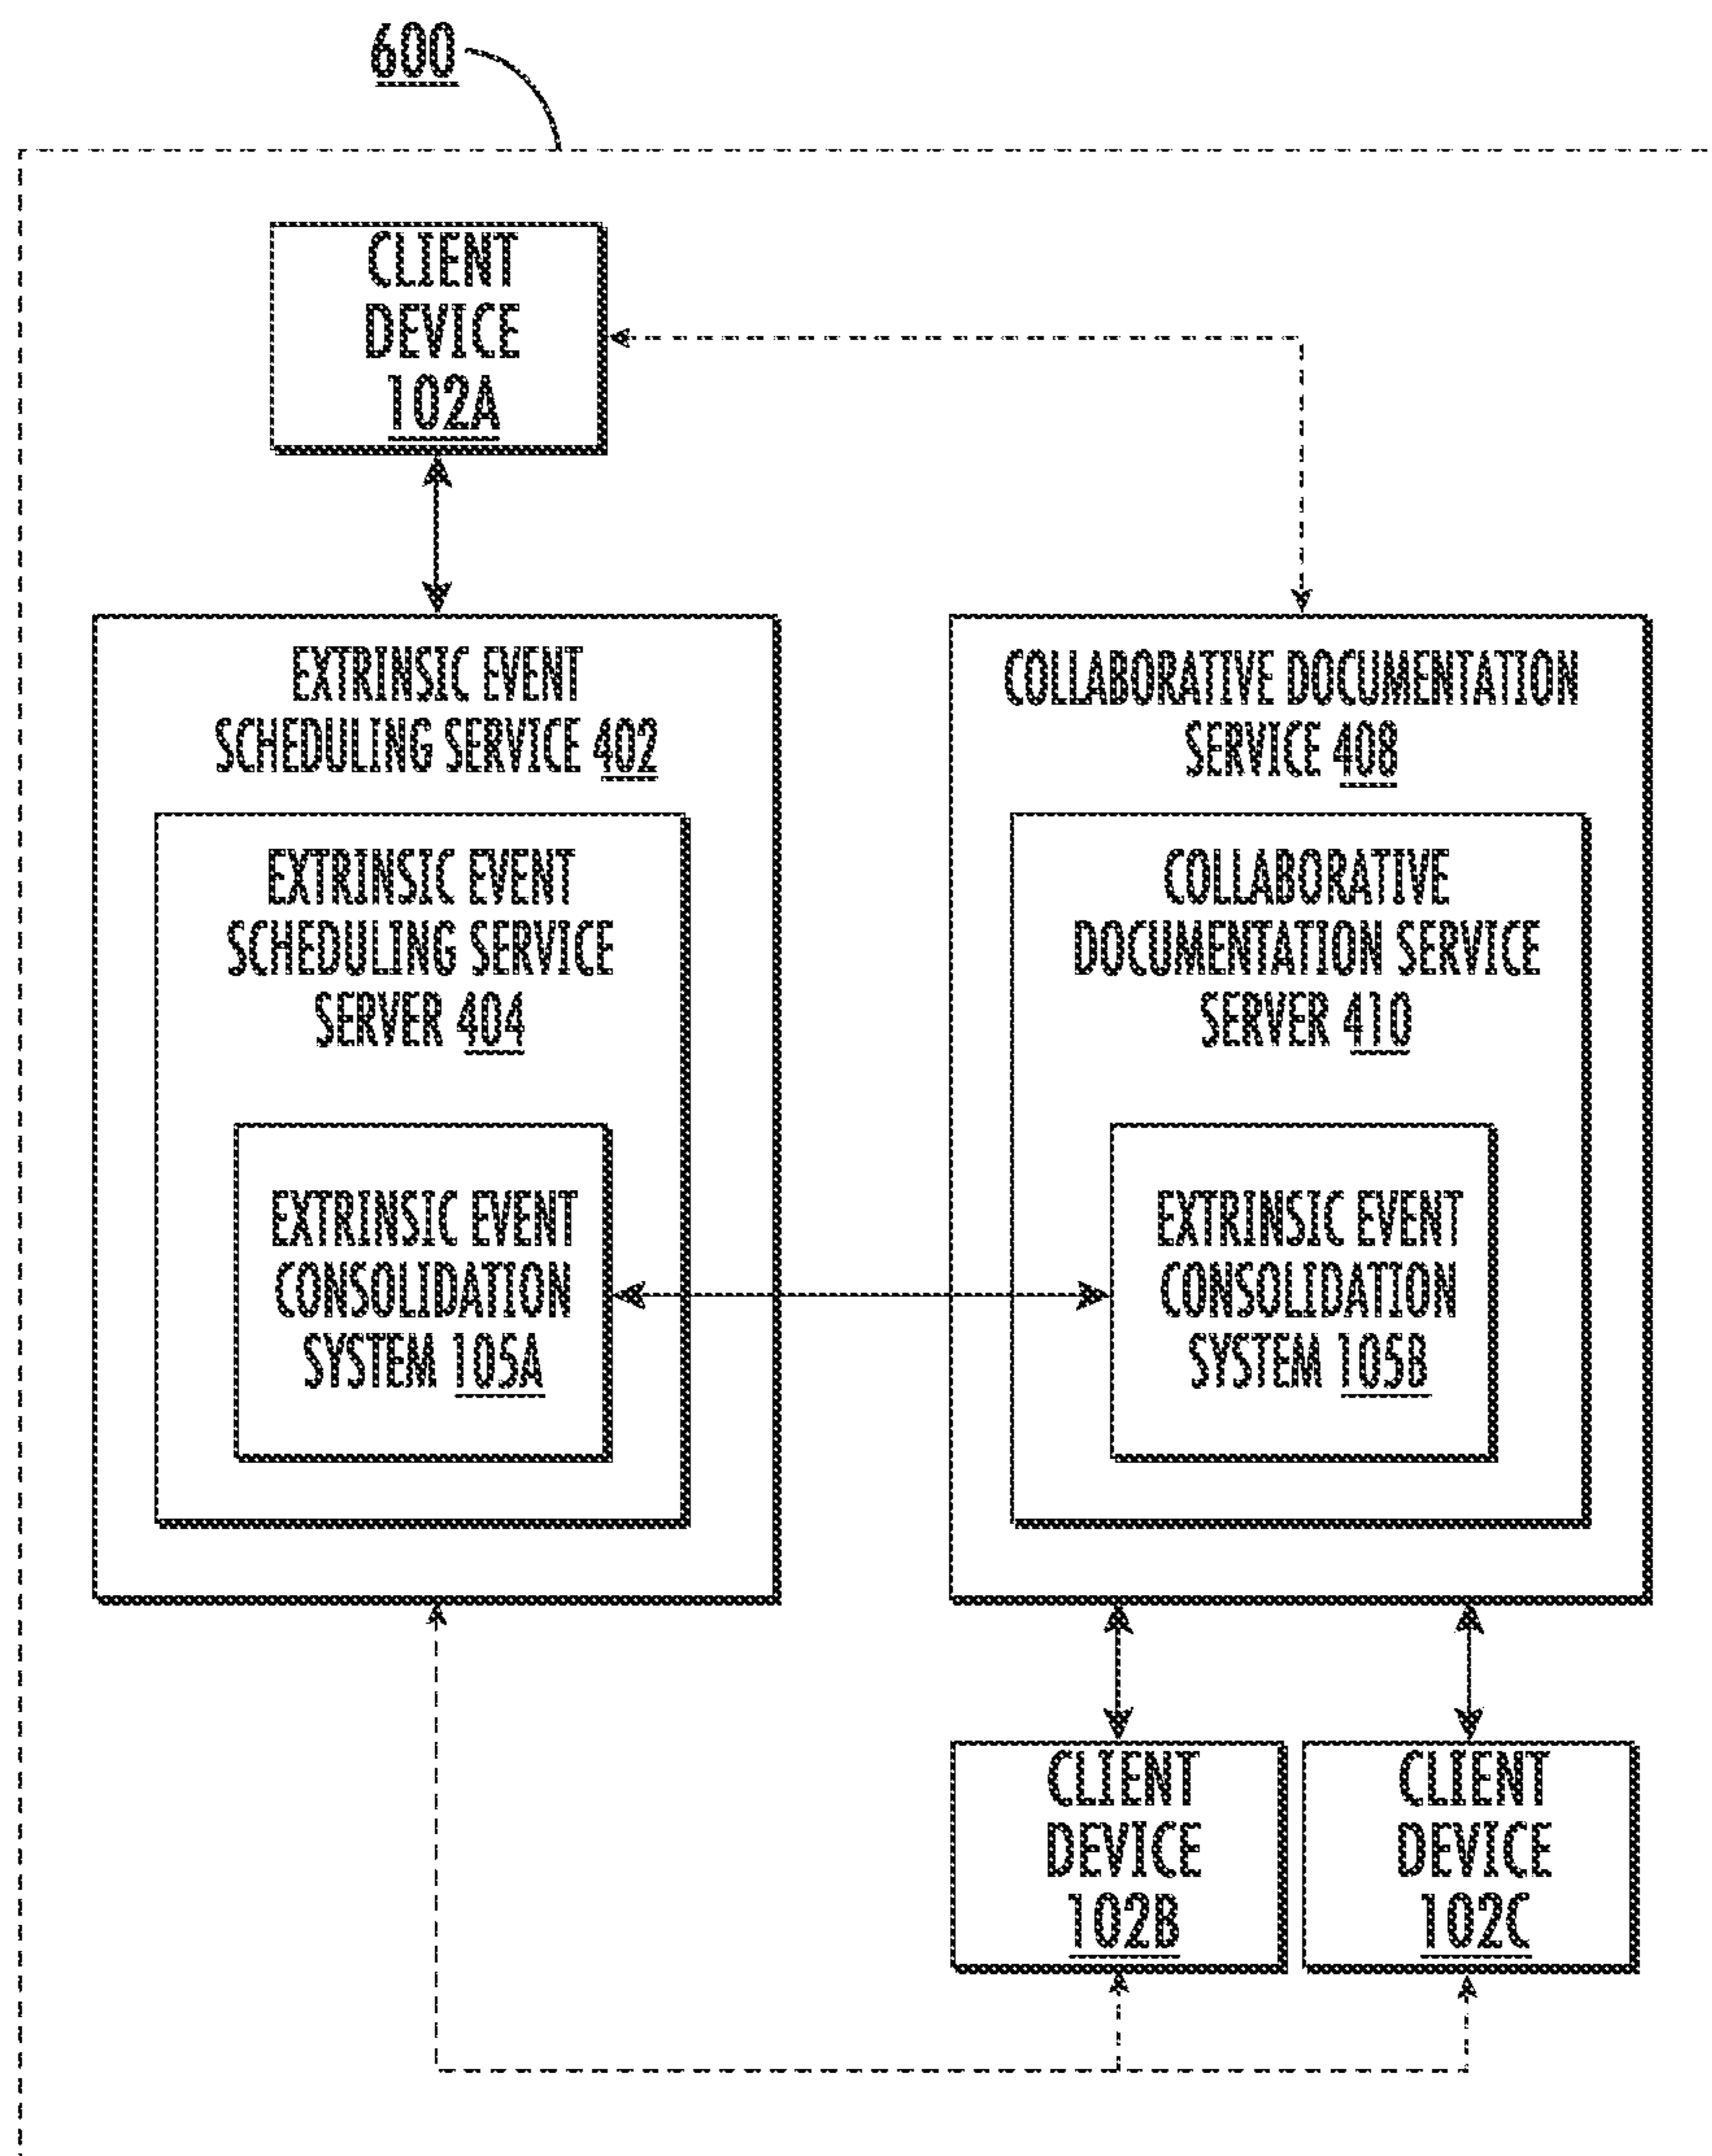 600
CLIENT
DEVICE
102A
EXTRINSIC EVENT
SCHEDULING SERVICE 402
EXTRINSIC EVENT
SCHEDULING SERVICE
SERVER 404
EXTRINSIC EVENT
CONSOLIDATION
SYSTEM 105A
COLLABORATIVE DOCUMENTATION
SERVICE 408
COLLABORATIVE
DOCUMENTATION SERVICE
SERVER 410
EXTRINSIC EVENT
CONSOLIDATION
SYSTEM 105B
CLIENT
DEVICE
102B
CLIENT
DEVICE
102C